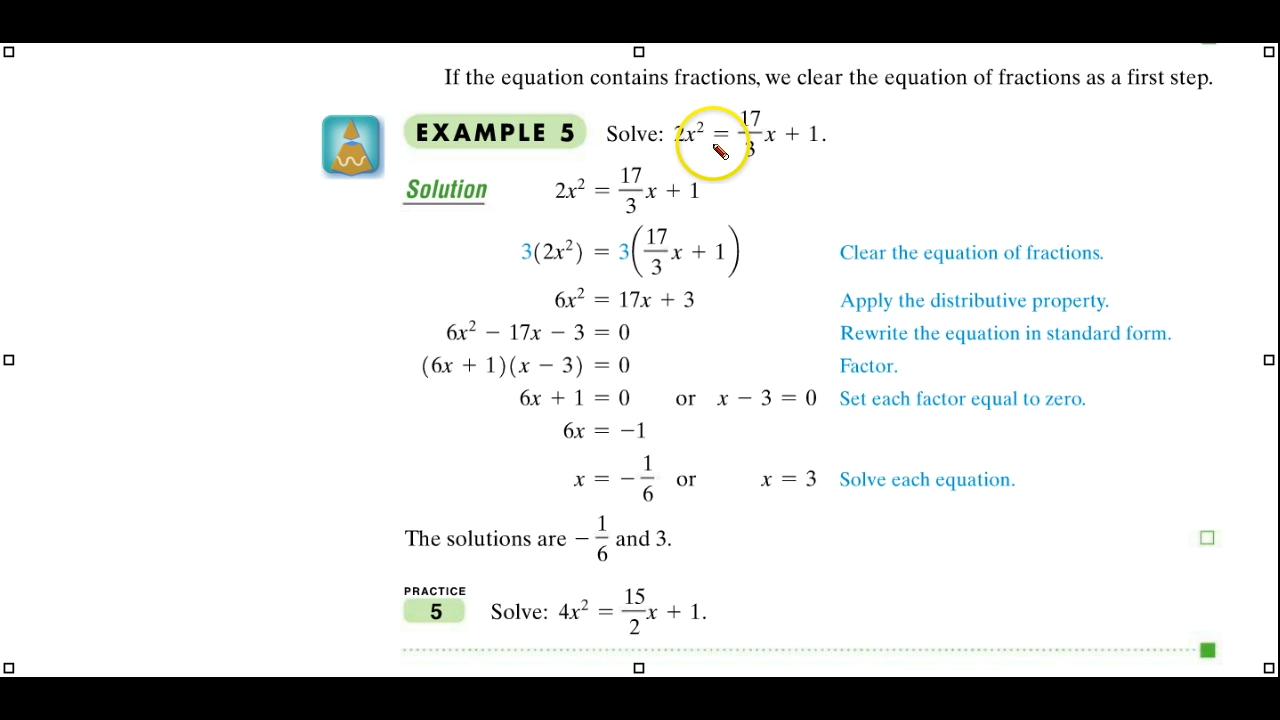 If the equation contains fractions, we clear the equation of fractions as a first step.
EXAMPLE 5 Solve: 2x² = 17/3 x + 1.
Solution 2x² = 17/3 x + 1
3(2x²) = 3(17/3 x + 1) Clear the equation of fractions.
6x² = 17x + 3 Apply the distributive property.
6x² − 17x − 3 = 0 Rewrite the equation in standard form.
(6x + 1)(x − 3) = 0 Factor.
6x + 1 = 0 or x − 3 = 0 Set each factor equal to zero.
6x = −1
x = −1/6 or x = 3 Solve each equation.
The solutions are −1/6 and 3.
PRACTICE
5 Solve: 4x² = 15/2 x + 1.